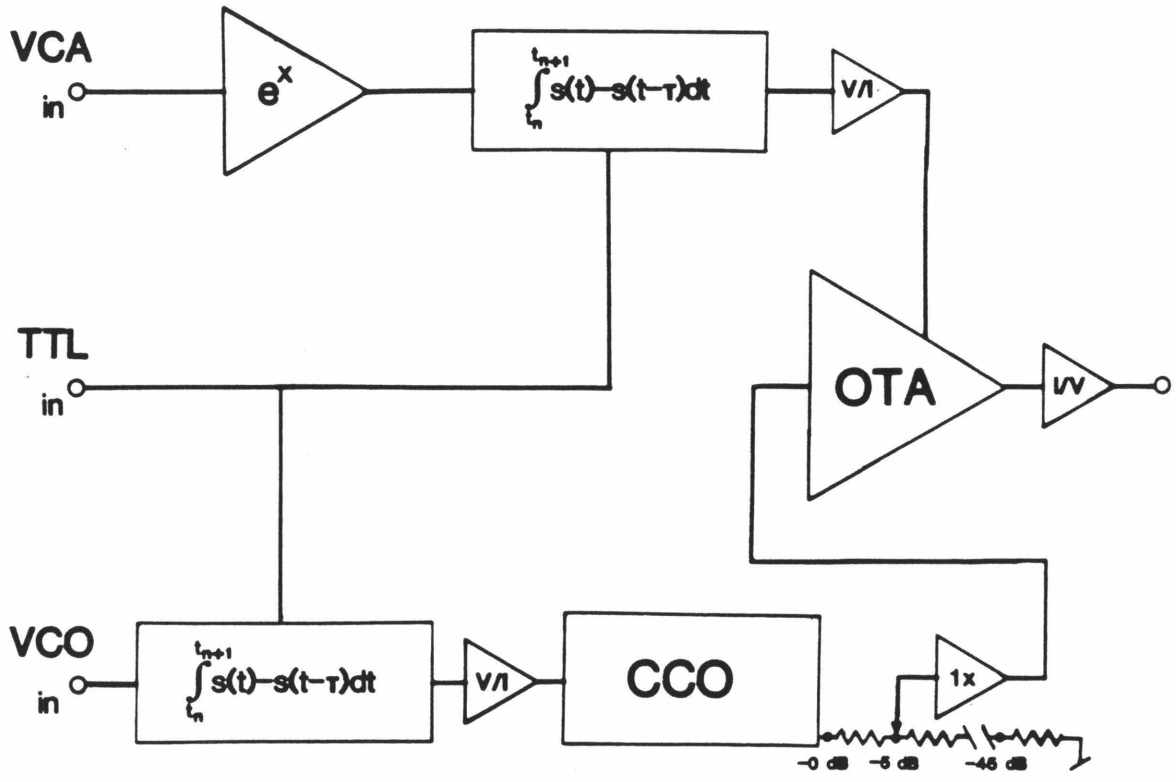 VCA
in
e^x
∫ t_n t_{n+1} s(t)-s(t-τ)dt
V/I
TTL
in
OTA
I/V
VCO
in
∫ t_n t_{n+1} s(t)-s(t-τ)dt
V/I
CCO
1x
-0 dB -5 dB -45 dB